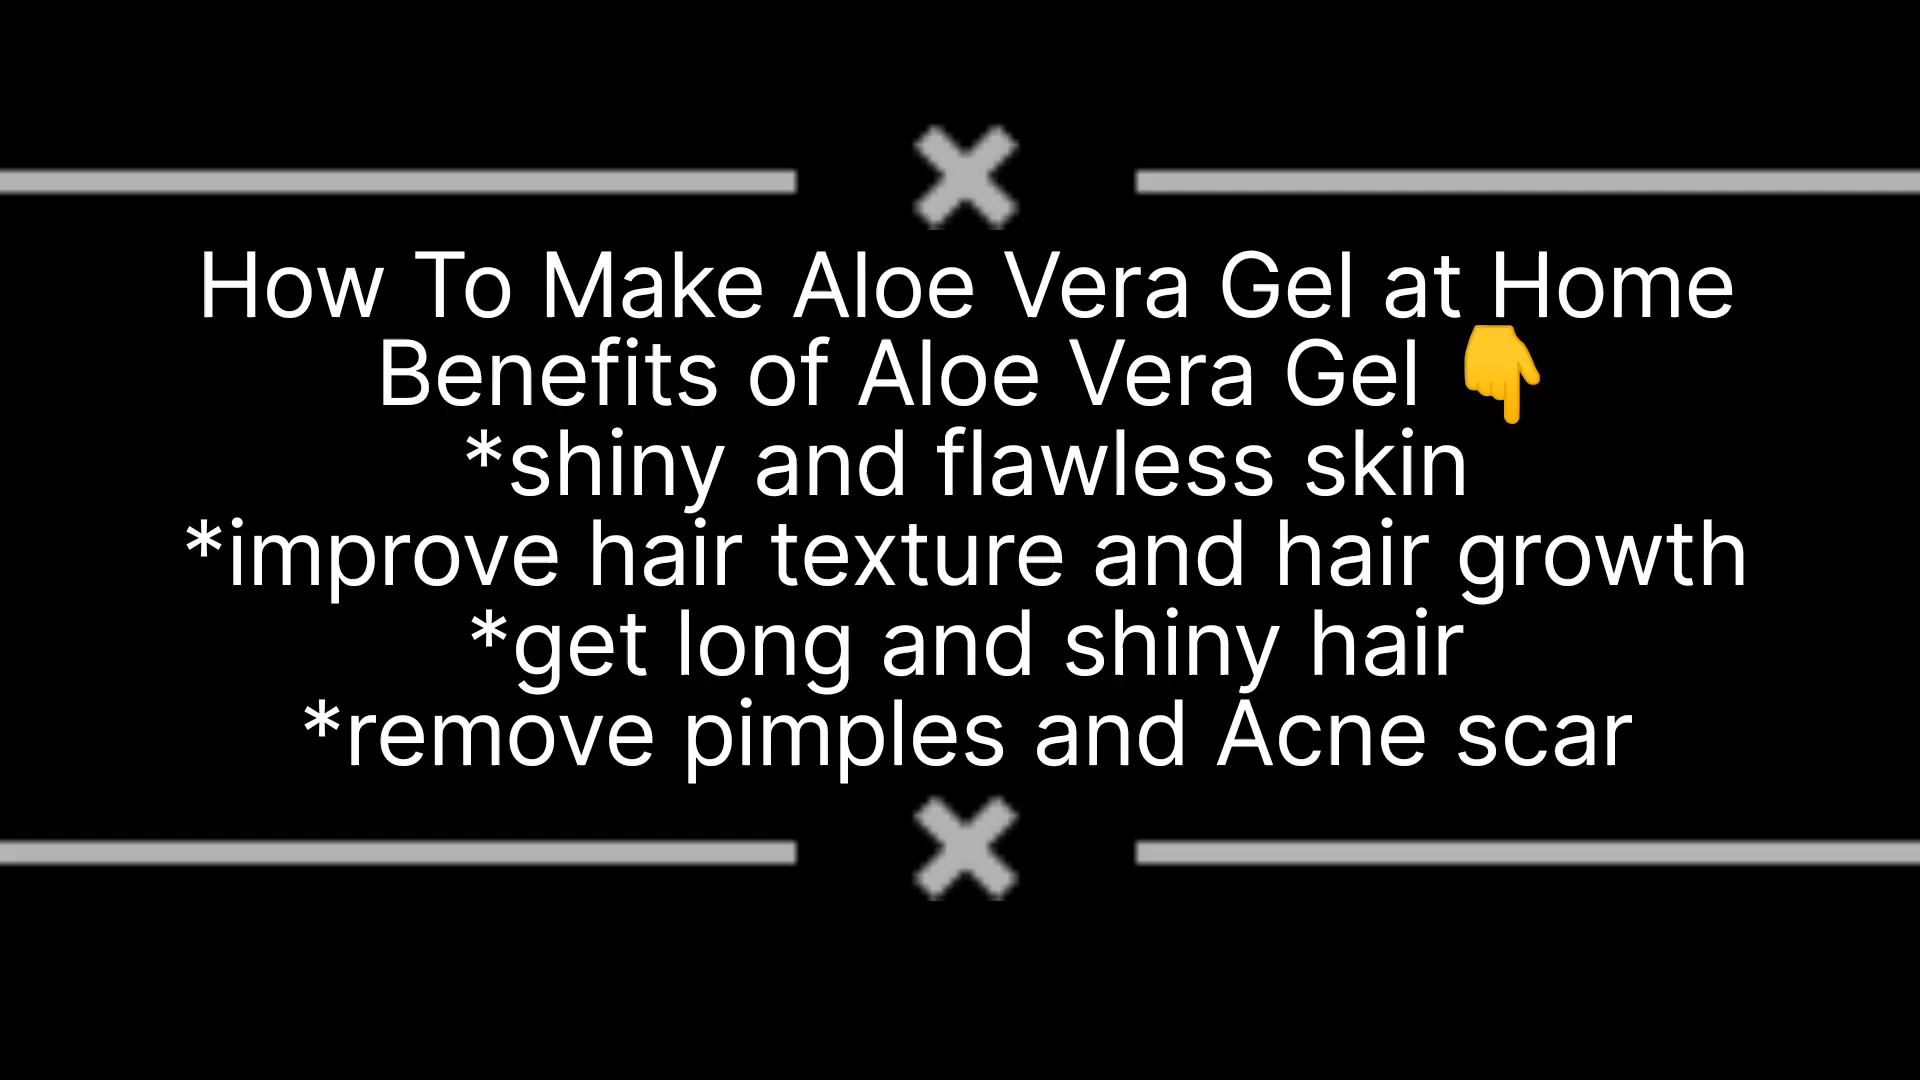 How To Make Aloe Vera Gel at Home
Benefits of Aloe Vera Gel 👇
*shiny and flawless skin
*improve hair texture and hair growth
*get long and shiny hair
*remove pimples and Acne scar